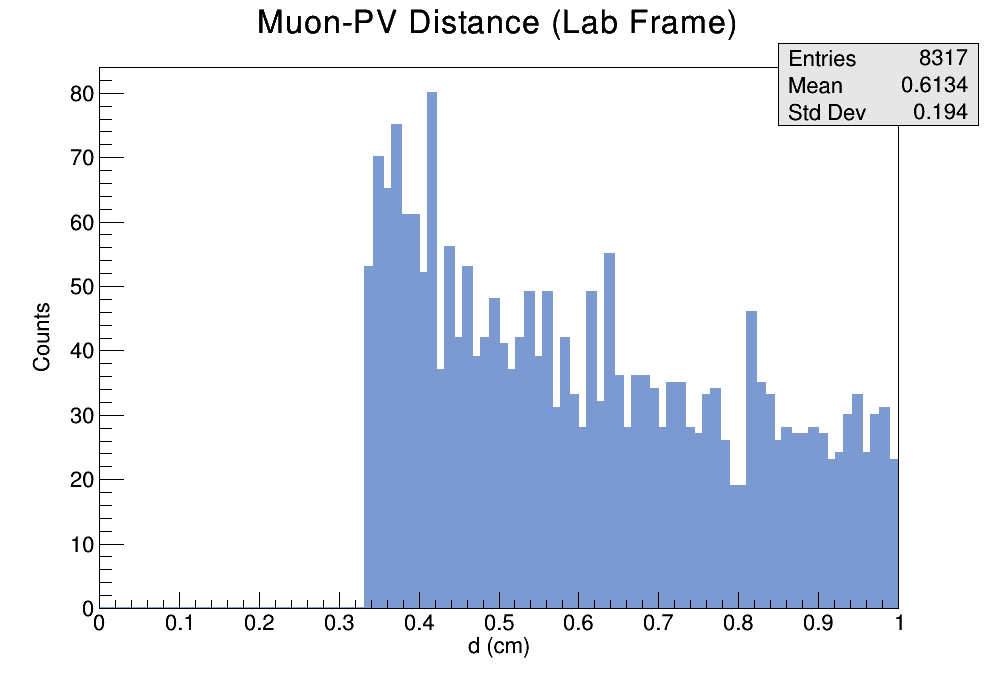 Muon-PV Distance (Lab Frame)
Entries 8317
Mean 0.6134
Std Dev 0.194
80
70
60
50
40
30
20
10
0
Counts
0 0.1 0.2 0.3 0.4 0.5 0.6 0.7 0.8 0.9 1
d (cm)